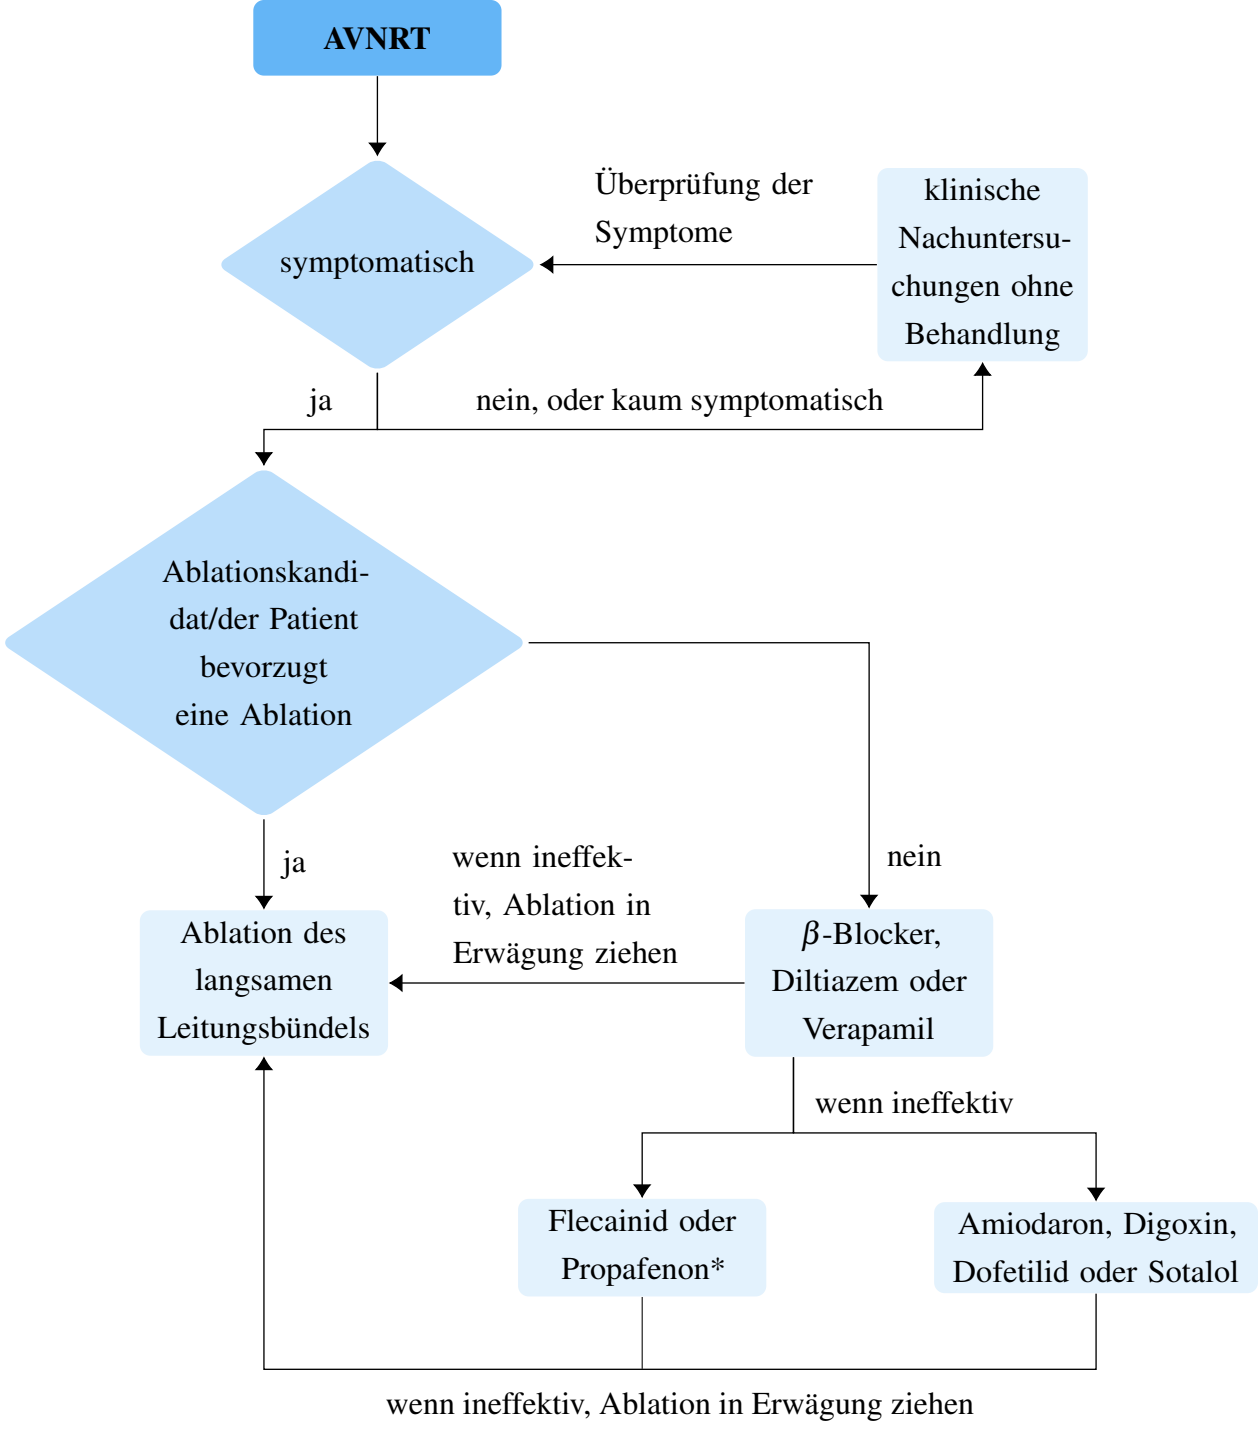 AVNRT
symptomatisch
Überprüfung der
Symptome
klinische
Nachuntersu-
chungen ohne
Behandlung
ja
nein, oder kaum symptomatisch
Ablationskandi-
dat/der Patient
bevorzugt
eine Ablation
ja
nein
wenn ineffek-
tiv, Ablation in
Erwägung ziehen
Ablation des
langsamen
Leitungsbündels
β-Blocker,
Diltiazem oder
Verapamil
wenn ineffektiv
Flecainid oder
Propafenon*
Amiodaron, Digoxin,
Dofetilid oder Sotalol
wenn ineffektiv, Ablation in Erwägung ziehen